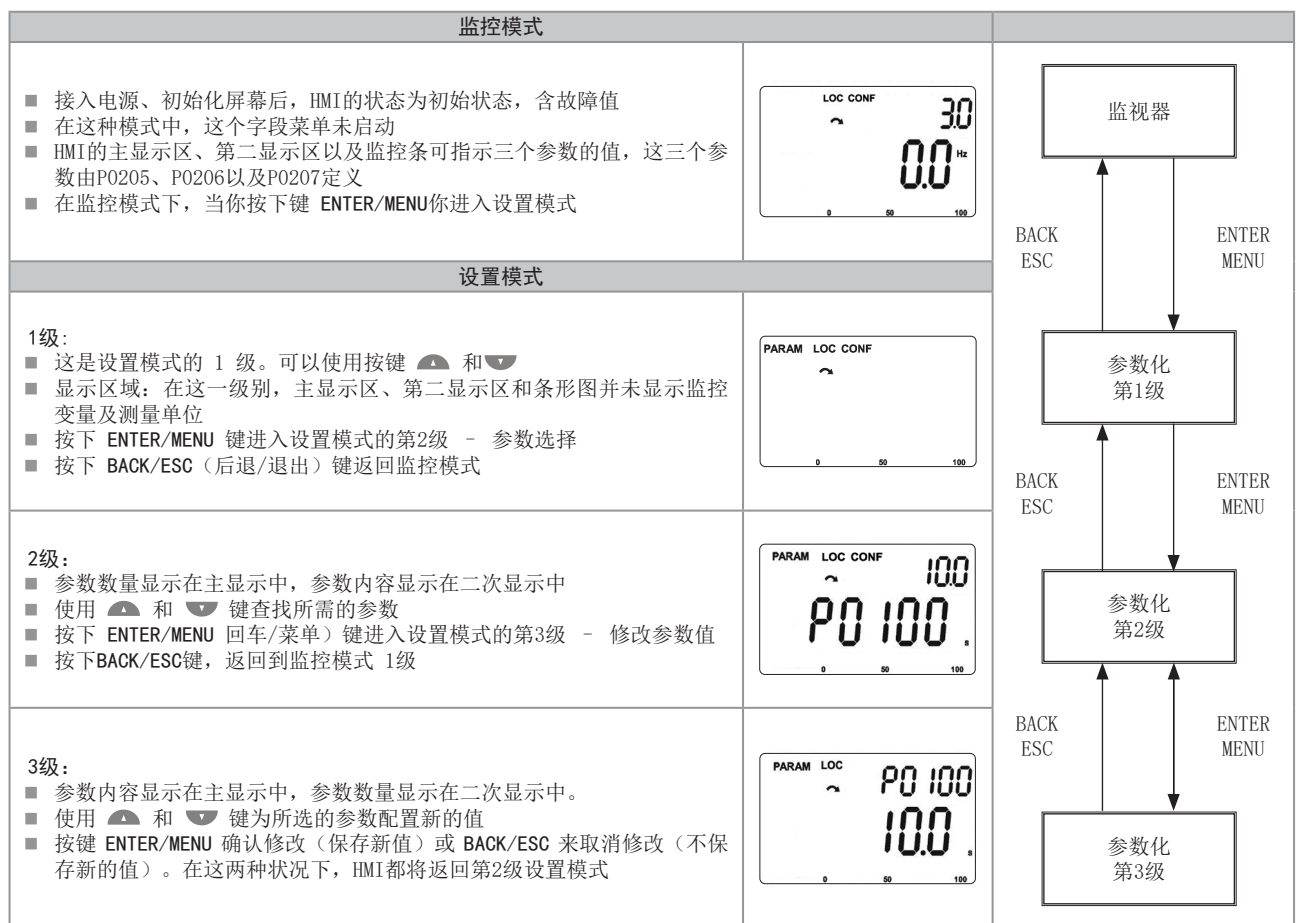 监控模式
■ 接入电源、初始化屏幕后，HMI的状态为初始状态，含故障值
■ 在这种模式中，这个字段菜单未启动
■ HMI的主显示区、第二显示区以及监控条可指示三个参数的值，这三个参
数由P0205、P0206以及P0207定义
■ 在监控模式下，当你按下键 ENTER/MENU你进入设置模式
LOC CONF
3.0
0.0 Hz
0 50 100
设置模式
1级：
■ 这是设置模式的 1 级。可以使用按键 和
■ 显示区域：在这一级别，主显示区、第二显示区和条形图并未显示监控
变量及测量单位
■ 按下 ENTER/MENU 键进入设置模式的第2级 － 参数选择
■ 按下 BACK/ESC（后退/退出）键返回监控模式
PARAM LOC CONF
0 50 100
2级：
■ 参数数量显示在主显示中，参数内容显示在二次显示中
■ 使用 和 键查找所需的参数
■ 按下 ENTER/MENU 回车/菜单）键进入设置模式的第3级 － 修改参数值
■ 按下BACK/ESC键，返回到监控模式 1级
PARAM LOC CONF
10.0
P0100 s
0 50 100
3级：
■ 参数内容显示在主显示中，参数数量显示在二次显示中。
■ 使用 和 键为所选的参数配置新的值
■ 按键 ENTER/MENU 确认修改（保存新值）或 BACK/ESC 来取消修改（不保
存新的值）。在这两种状况下，HMI都将返回第2级设置模式
PARAM LOC
P0100
10.0 s
0 50 100
监视器
BACK
ESC
ENTER
MENU
参数化
第1级
BACK
ESC
ENTER
MENU
参数化
第2级
BACK
ESC
ENTER
MENU
参数化
第3级